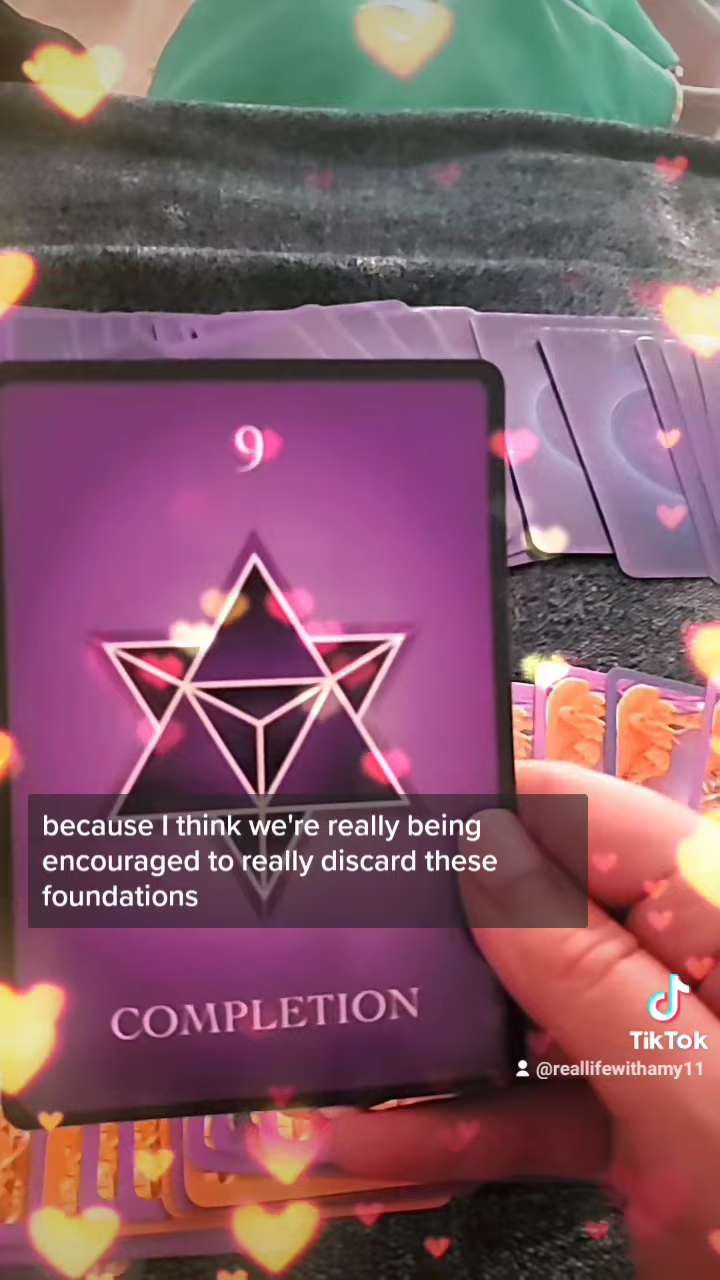 9
because I think we're really being
encouraged to really discard these
foundations
COMPLETION
TikTok
@reallifewithamy11